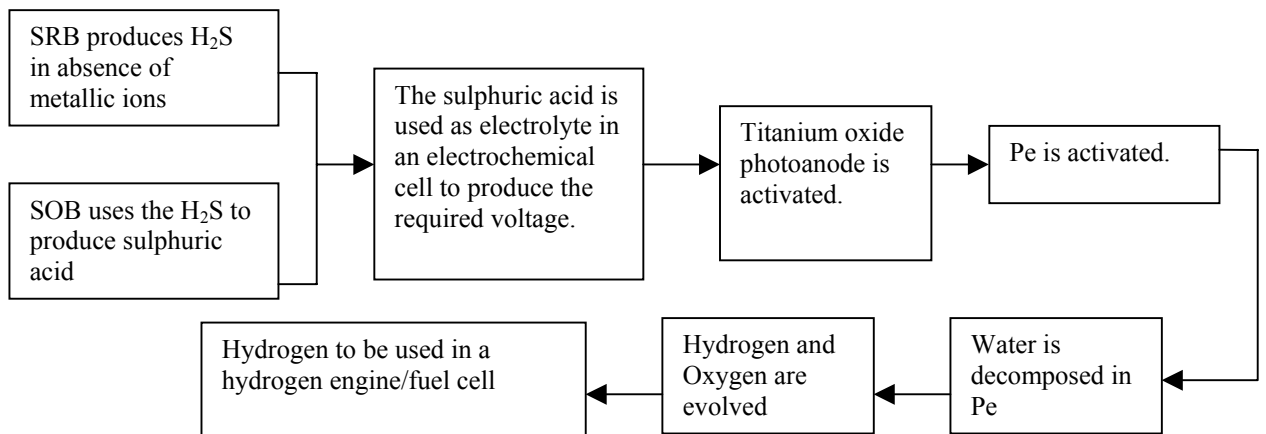 SRB produces H₂S
in absence of
metallic ions
SOB uses the H₂S to
produce sulphuric
acid
The sulphuric acid is
used as electrolyte in
an electrochemical
cell to produce the
required voltage.
Titanium oxide
photoanode is
activated.
Pe is activated.
Water is
decomposed in
Pe
Hydrogen and
Oxygen are
evolved
Hydrogen to be used in a
hydrogen engine/fuel cell